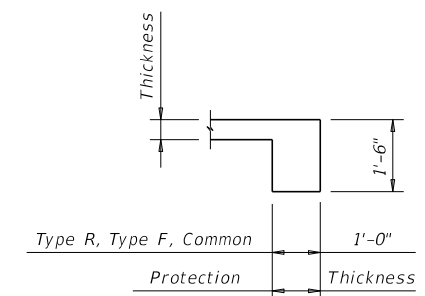 Thickness
1'-6"
Type R, Type F, Common 1'-0"
Protection Thickness